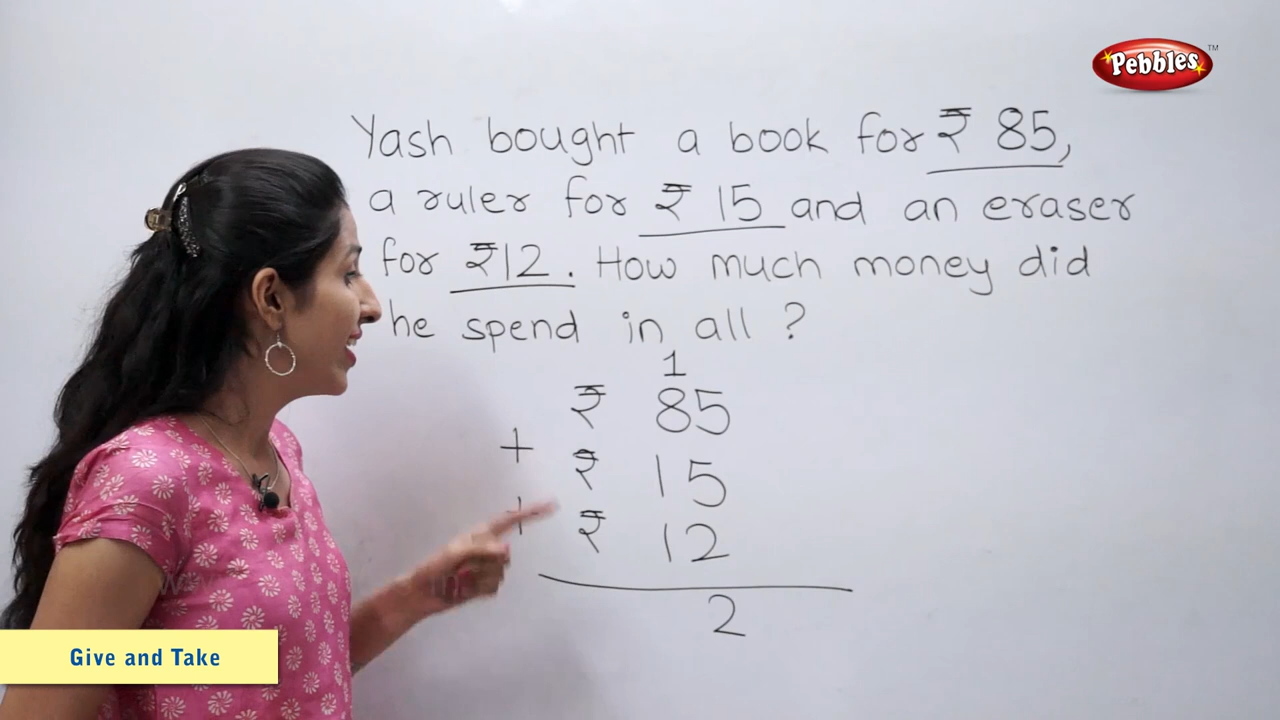 Pebbles™
Yash bought a book for ₹ 85,
a ruler for ₹ 15 and an eraser
for ₹12. How much money did
he spend in all ?
1
₹ 85
+ ₹ 15
+ ₹ 12
2
Give and Take